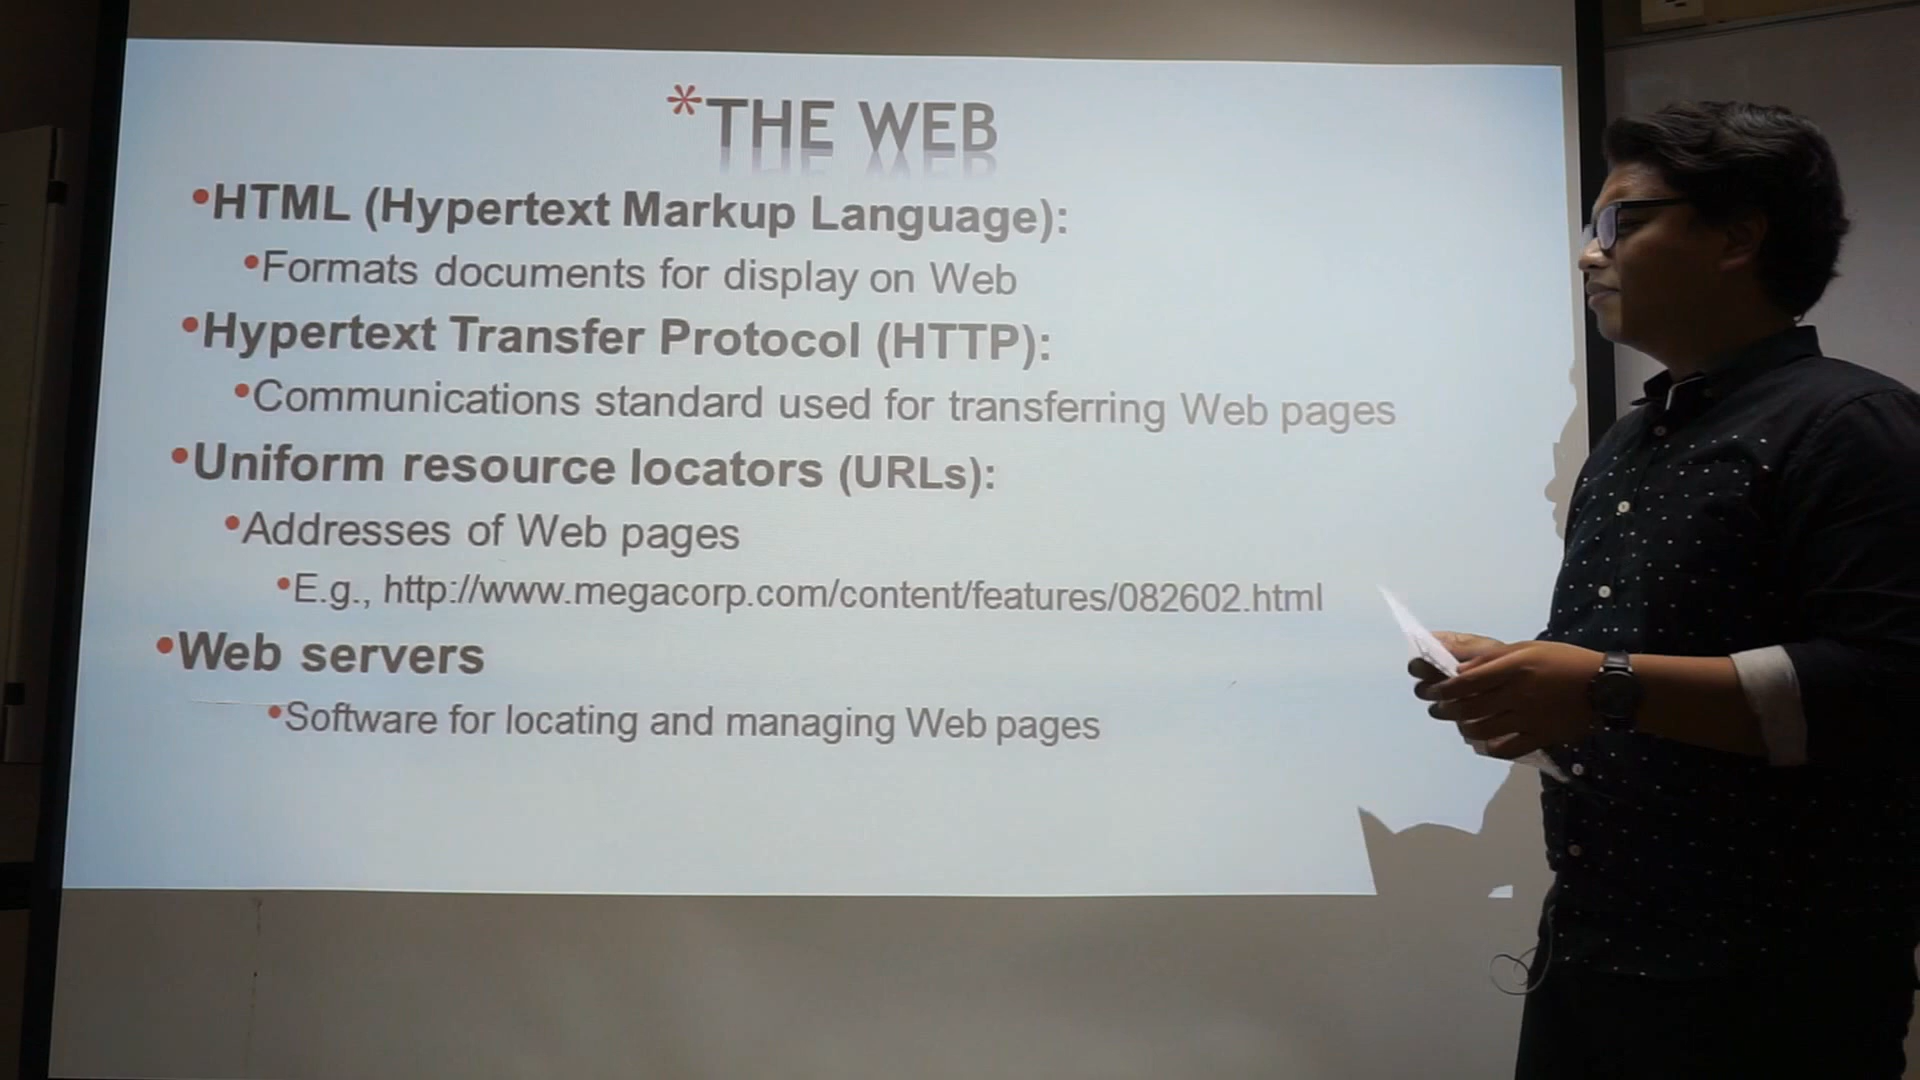 *THE WEB
•HTML (Hypertext Markup Language):
•Formats documents for display on Web
•Hypertext Transfer Protocol (HTTP):
•Communications standard used for transferring Web pages
•Uniform resource locators (URLs):
•Addresses of Web pages
•E.g., http://www.megacorp.com/content/features/082602.html
•Web servers
•Software for locating and managing Web pages